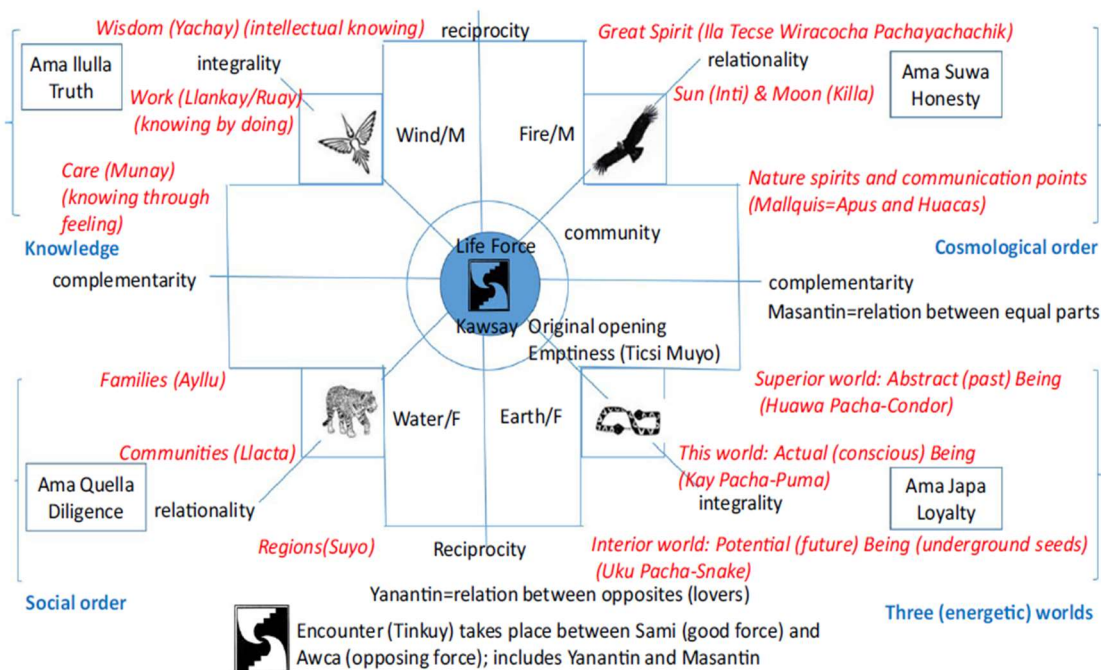 Wisdom (Yachay) (intellectual knowing)
reciprocity
Great Spirit (Ila Tecse Wiracocha Pachayachachik)
Ama llulla
Truth
integrality
relationality
Ama Suwa
Honesty
Work (Llankay/Ruay)
(knowing by doing)
Sun (Inti) & Moon (Killa)
Wind/M
Fire/M
Care (Munay)
(knowing through
feeling)
Nature spirits and communication points
(Mallquis=Apus and Huacas)
Knowledge
Life Force
community
Cosmological order
complementarity
complementarity
Masantin=relation between equal parts
Kawsay
Original opening
Emptiness (Ticsi Muyo)
Families (Ayllu)
Superior world: Abstract (past) Being
(Huawa Pacha-Condor)
Water/F
Earth/F
Communities (Llacta)
This world: Actual (conscious) Being
(Kay Pacha-Puma)
Ama Quella
Diligence
relationality
integrality
Ama Japa
Loyalty
Regions(Suyo)
Reciprocity
Interior world: Potential (future) Being (underground seeds)
(Uku Pacha-Snake)
Social order
Yanantin=relation between opposites (lovers)
Three (energetic) worlds
Encounter (Tinkuy) takes place between Sami (good force) and
Awca (opposing force); includes Yanantin and Masantin